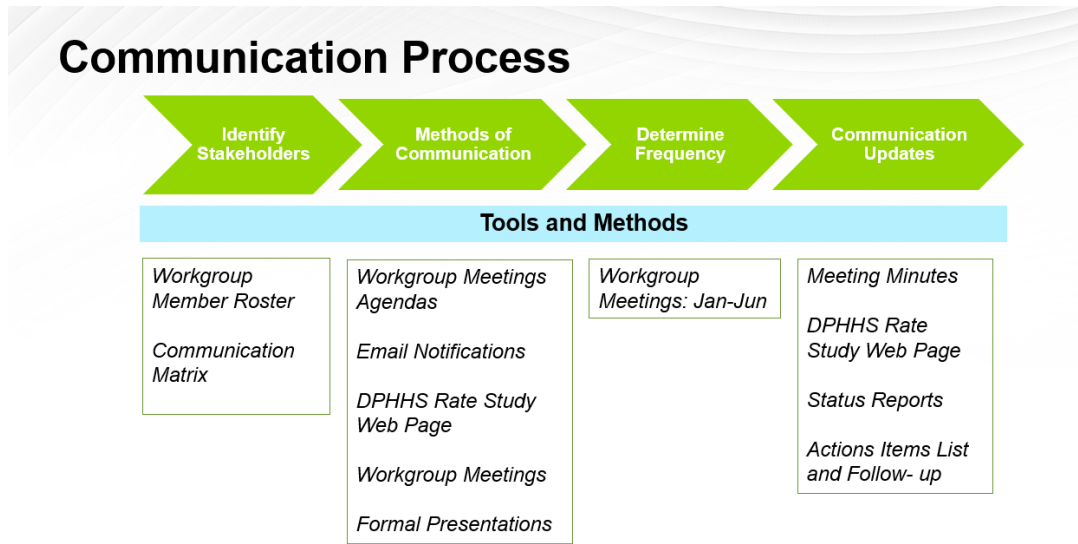 Communication Process
Identify
Stakeholders
Methods of
Communication
Determine
Frequency
Communication
Updates
Tools and Methods
Workgroup
Member Roster
Communication
Matrix
Workgroup Meetings
Agendas
Email Notifications
DPHHS Rate Study
Web Page
Workgroup Meetings
Formal Presentations
Workgroup
Meetings: Jan-Jun
Meeting Minutes
DPHHS Rate
Study Web Page
Status Reports
Actions Items List
and Follow- up